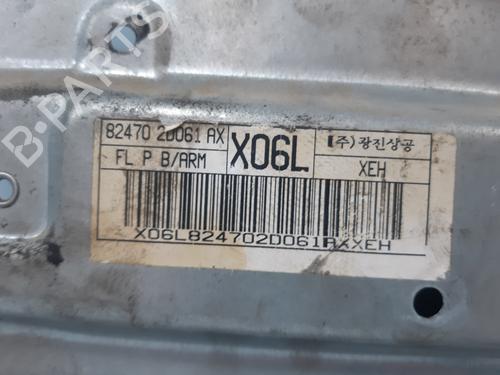 B-PARTS
82470 2D061 AX
FL P B/ARM
X06L
(주)광진상공
XEH
X06L824702D061AXXEH